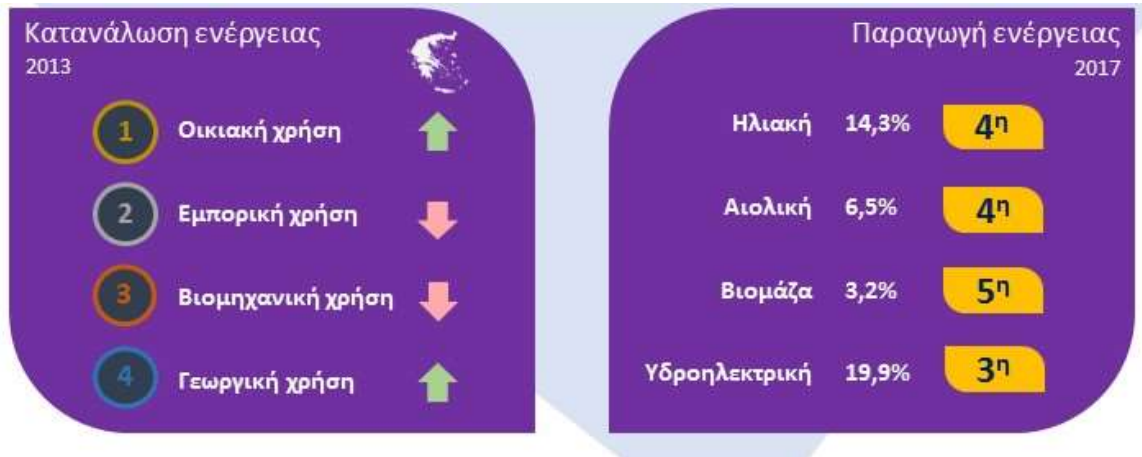 Κατανάλωση ενέργειας
2013
1 Οικιακή χρήση
2 Εμπορική χρήση
3 Βιομηχανική χρήση
4 Γεωργική χρήση
Παραγωγή ενέργειας
2017
Ηλιακή 14,3% 4η
Αιολική 6,5% 4η
Βιομάζα 3,2% 5η
Υδροηλεκτρική 19,9% 3η